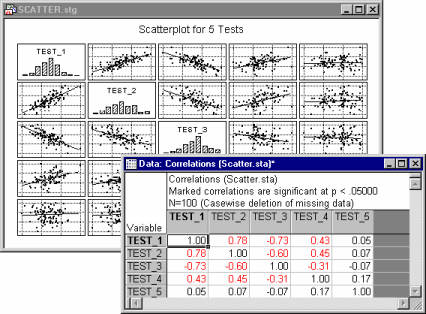 SCATTER.stg
Scatterplot for 5 Tests
TEST_1
TEST_2
TEST_3
Data: Correlations (Scatter.sta)*
Correlations (Scatter.sta)
Marked correlations are significant at p < .05000
N=100 (Casewise deletion of missing data)
Variable TEST_1 TEST_2 TEST_3 TEST_4 TEST_5
TEST_1 1.00 0.78 -0.73 0.43 0.05
TEST_2 0.78 1.00 -0.60 0.45 0.07
TEST_3 -0.73 -0.60 1.00 -0.31 -0.07
TEST_4 0.43 0.45 -0.31 1.00 0.17
TEST_5 0.05 0.07 -0.07 0.17 1.00